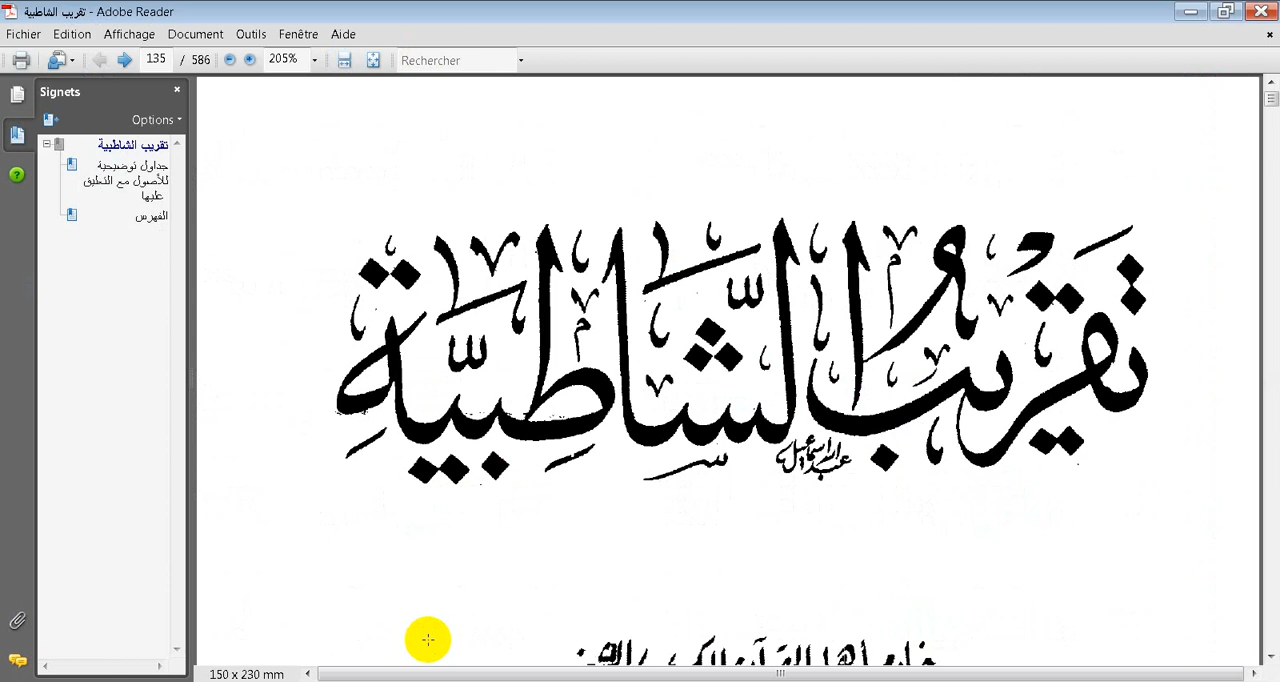 تقريب الشاطبية - Adobe Reader
Fichier Edition Affichage Document Outils Fenêtre Aide
135 / 586 205% Rechercher
Signets
Options
تقريب الشاطبية
جداول توضيحية
للأصول مع التعليق
عليها
الفهرس
تقريب الشاطبية
150 x 230 mm